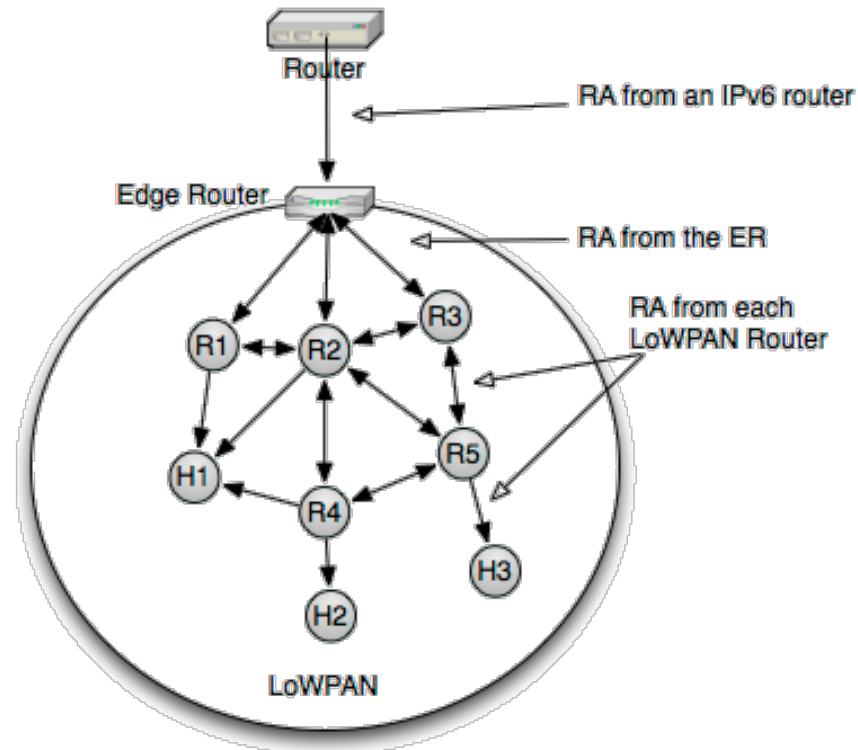 Router
RA from an IPv6 router
Edge Router
RA from the ER
RA from each
LoWPAN Router
R3
R1
R2
R5
H1
R4
H3
H2
LoWPAN